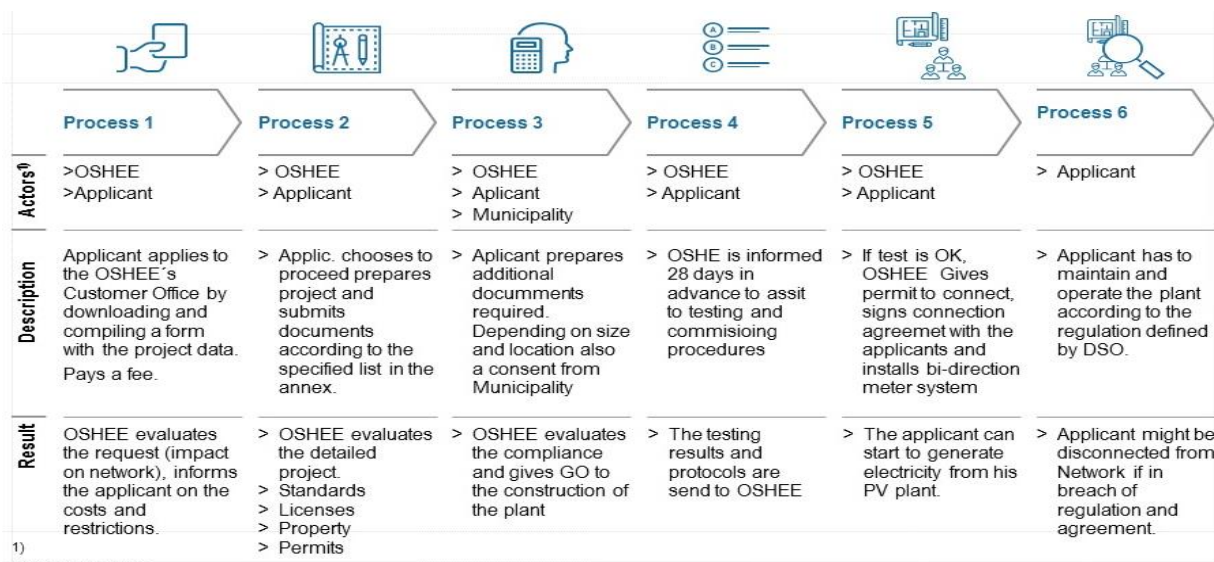 A
B
C
Process 1
Process 2
Process 3
Process 4
Process 5
Process 6
Actors1)
>OSHEE
>Applicant
> OSHEE
> Applicant
> OSHEE
> Aplicant
> Municipality
> OSHEE
> Applicant
> OSHEE
> Applicant
> Applicant
Description
Applicant applies to
the OSHEE´s
Customer Office by
downloading and
compiling a form
with the project data.
Pays a fee.
> Applic. chooses to
proceed prepares
project and
submits
documents
according to the
specified list in the
annex.
> Aplicant prepares
additional
documments
required.
Depending on size
and location also
a consent from
Municipality
> OSHE is informed
28 days in
advance to assit
to testing and
commisioing
procedures
> If test is OK,
OSHEE Gives
permit to connect,
signs connection
agreemet with the
applicants and
installs bi-direction
meter system
> Applicant has to
maintain and
operate the plant
according to the
regulation defined
by DSO.
Result
OSHEE evaluates
the request (impact
on network), informs
the applicant on the
costs and
restrictions.
> OSHEE evaluates
the detailed
project.
> Standards
> Licenses
> Property
> Permits
> OSHEE evaluates
the compliance
and gives GO to
the construction of
the plant
> The testing
results and
protocols are
send to OSHEE
> The applicant can
start to generate
electricity from his
PV plant.
> Applicant might be
disconnected from
Network if in
breach of
regulation and
agreement.
1)